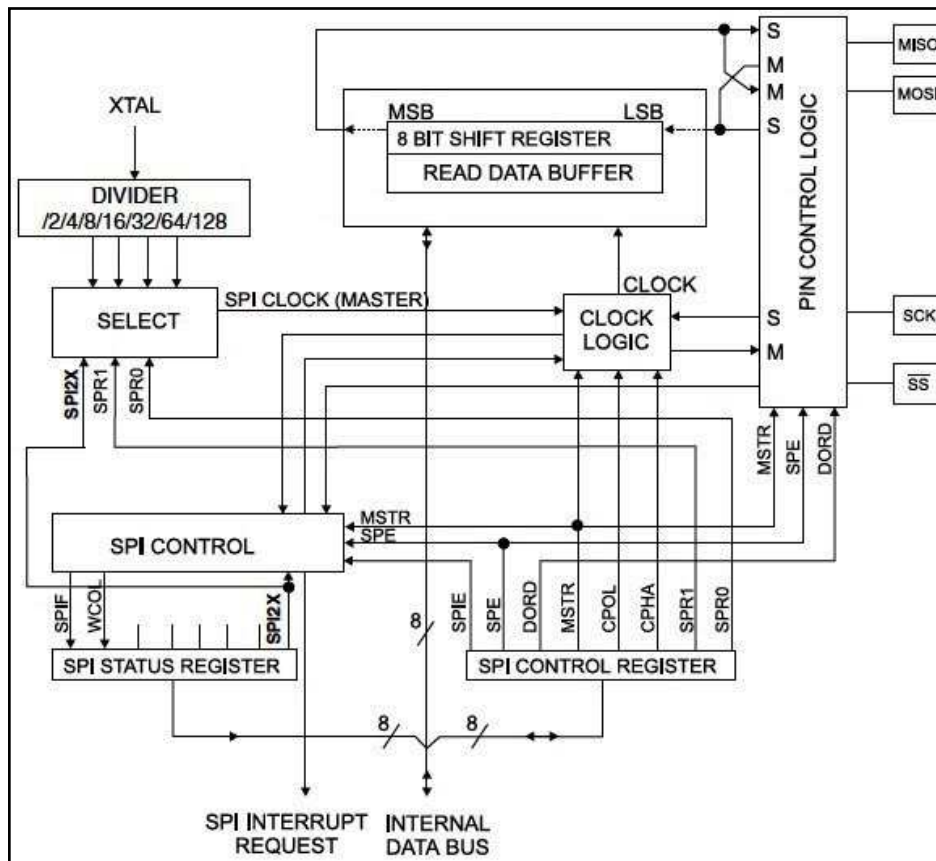 S
MISO
M
M
MOSI
S
XTAL
MSB
LSB
8 BIT SHIFT REGISTER
READ DATA BUFFER
DIVIDER
/2/4/8/16/32/64/128
PIN CONTROL LOGIC
CLOCK
SPI CLOCK (MASTER)
SELECT
CLOCK
LOGIC
S
SCK
M
SS
SPI2X
SPR1
SPR0
MSTR
SPE
DORD
MSTR
SPE
SPI CONTROL
SPIF
WCOL
SPI2X
SPIE
SPE
DORD
MSTR
CPOL
CPHA
SPR1
SPR0
8
SPI STATUS REGISTER
SPI CONTROL REGISTER
8
8
SPI INTERRUPT
REQUEST
INTERNAL
DATA BUS